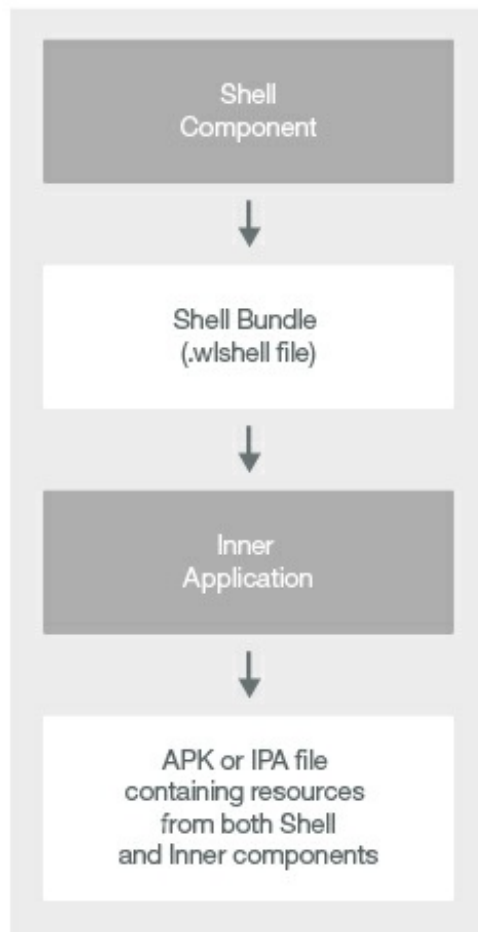 Shell
Component
Shell Bundle
(.wlshell file)
Inner
Application
APK or IPA file
containing resources
from both Shell
and Inner components